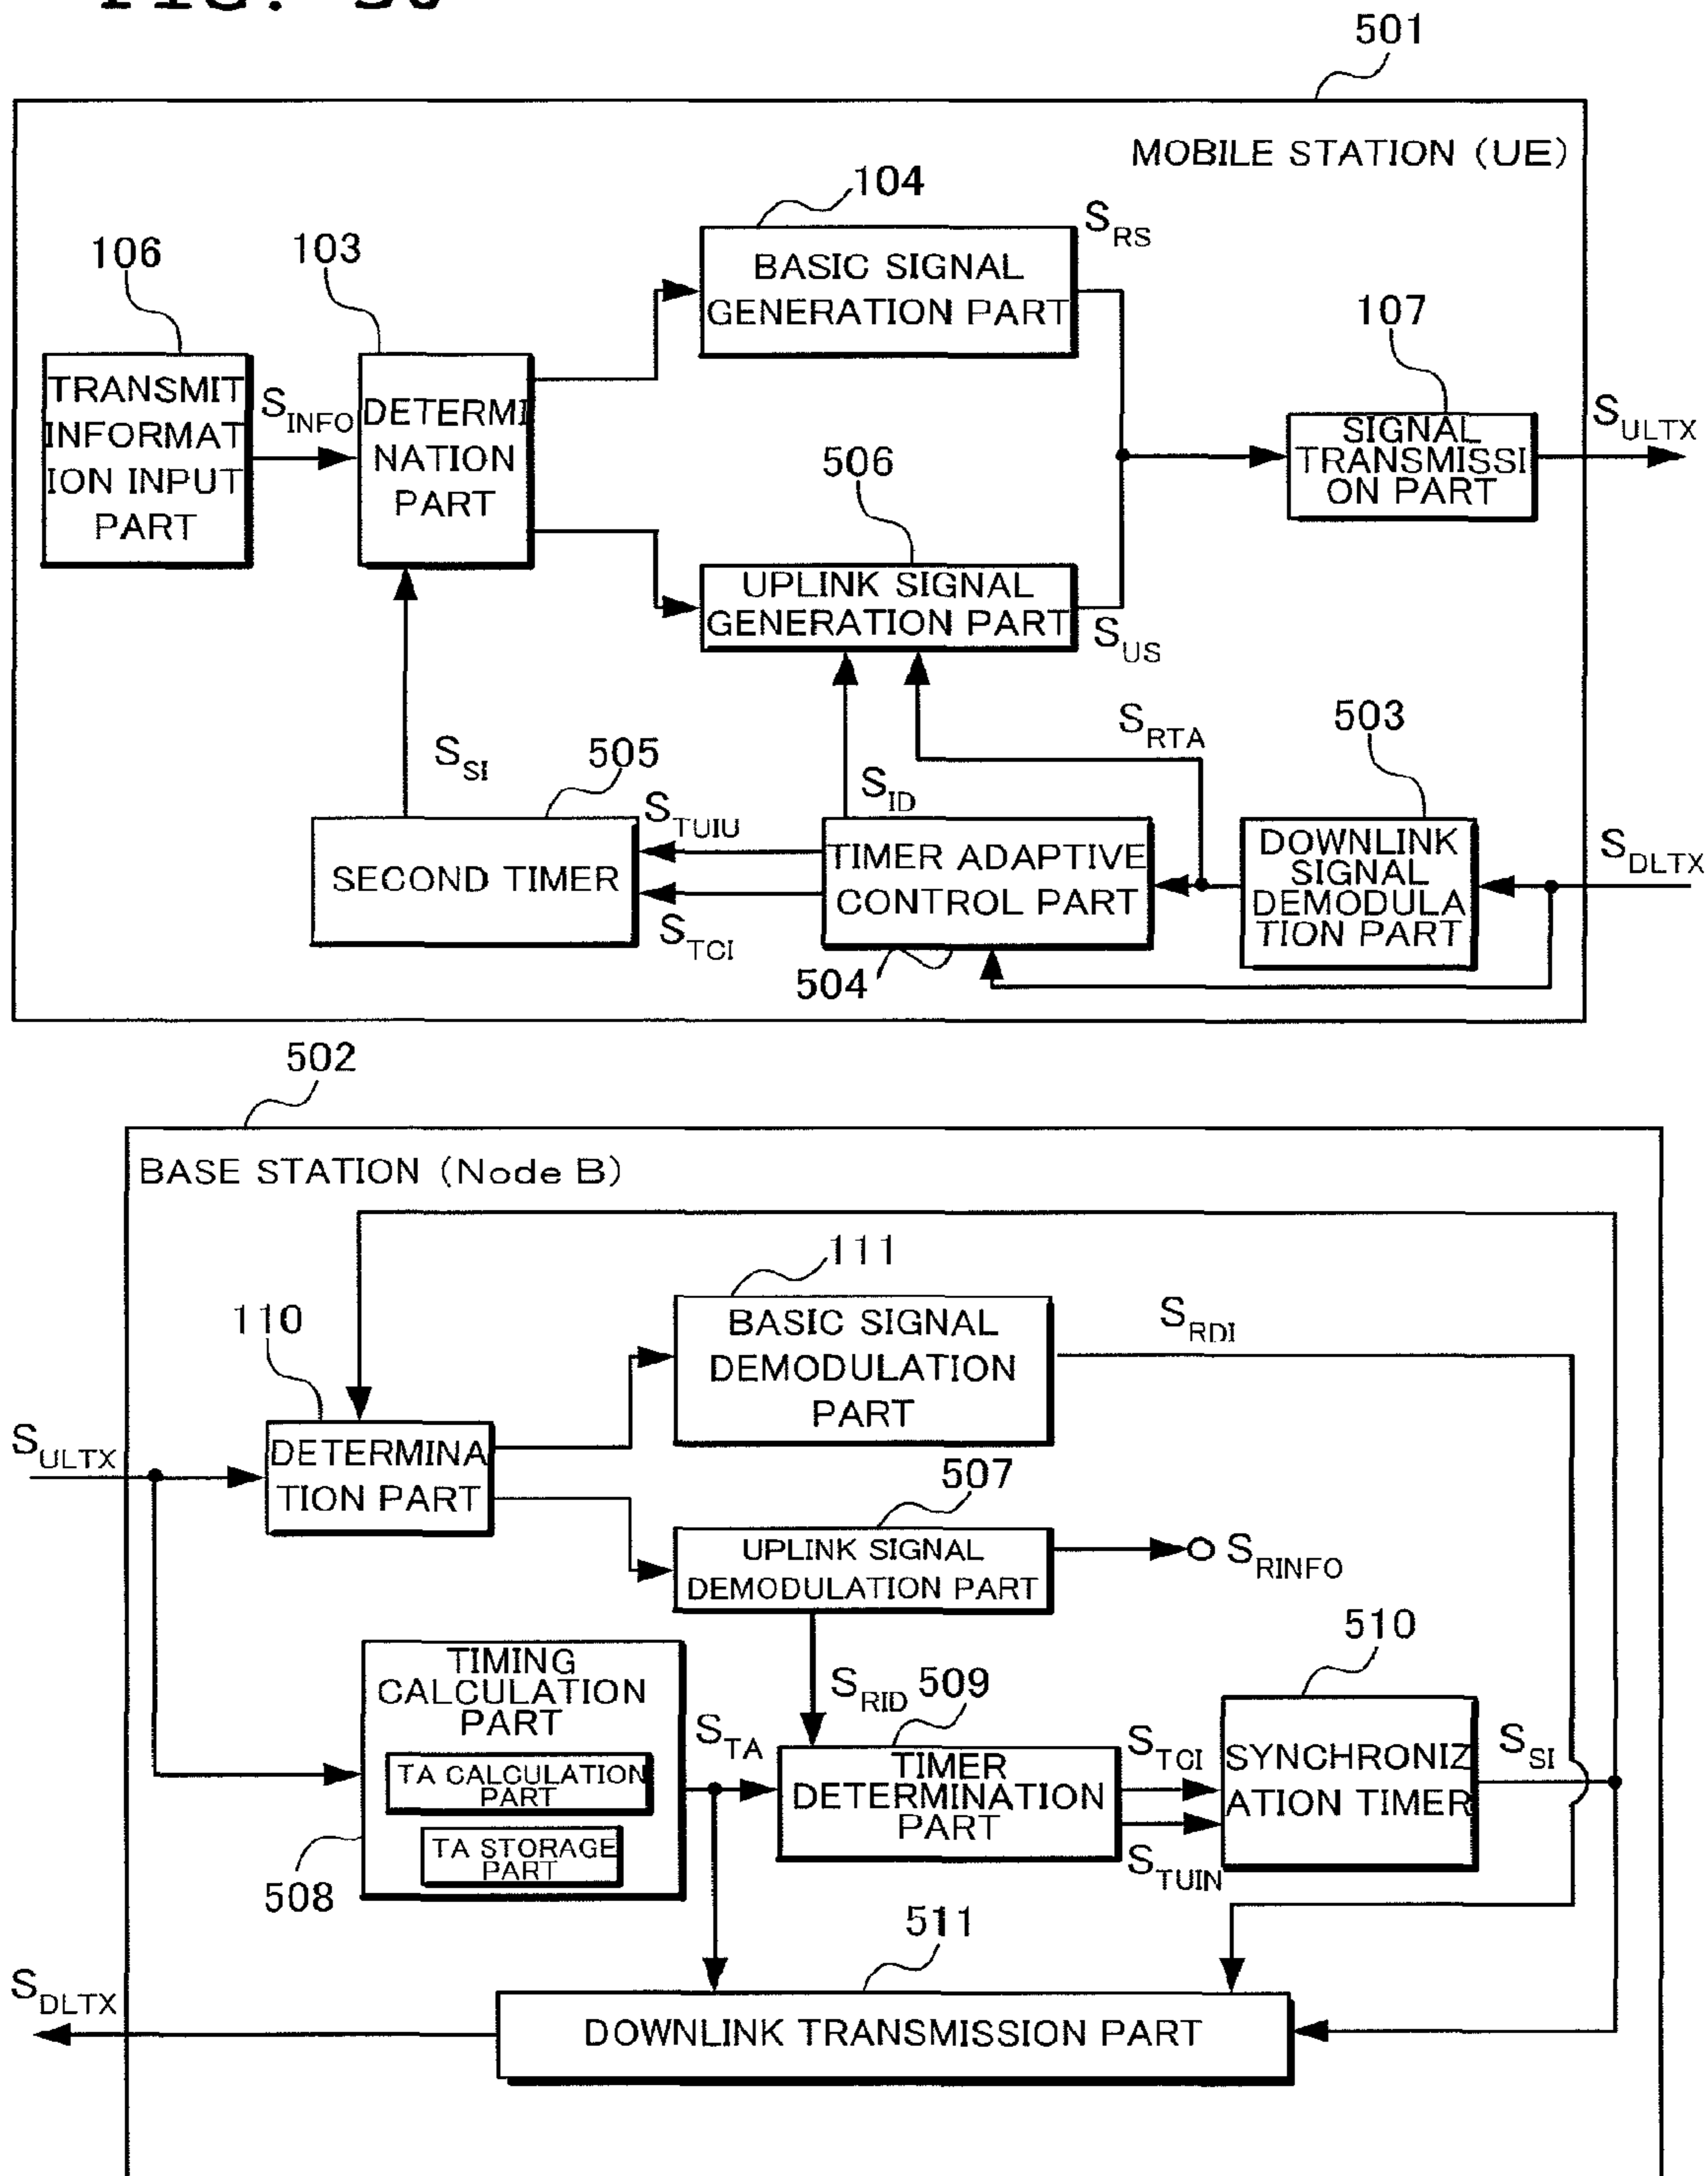 501
MOBILE STATION (UE)
104
S_RS
106
103
BASIC SIGNAL
GENERATION PART
107
TRANSMIT
INFORMAT
ION INPUT
PART
S_INFO
DETERMI
NATION
PART
SIGNAL
TRANSMISSI
ON PART
S_ULTX
506
UPLINK SIGNAL
GENERATION PART
S_US
S_RTA
503
S_SI
505
S_ID
S_TUIU
SECOND TIMER
TIMER ADAPTIVE
CONTROL PART
DOWNLINK
SIGNAL
DEMODULA
TION PART
S_DLTX
S_TCI
504
502
BASE STATION (Node B)
111
110
BASIC SIGNAL
DEMODULATION
PART
S_RDI
S_ULTX
DETERMINA
TION PART
507
UPLINK SIGNAL
DEMODULATION PART
S_RINFO
510
TIMING
CALCULATION
PART
S_RID
509
S_TA
TA CALCULATION
PART
TIMER
DETERMINATION
PART
S_TCI
SYNCHRONIZ
ATION TIMER
S_SI
TA STORAGE
PART
S_TUIN
508
511
S_DLTX
DOWNLINK TRANSMISSION PART